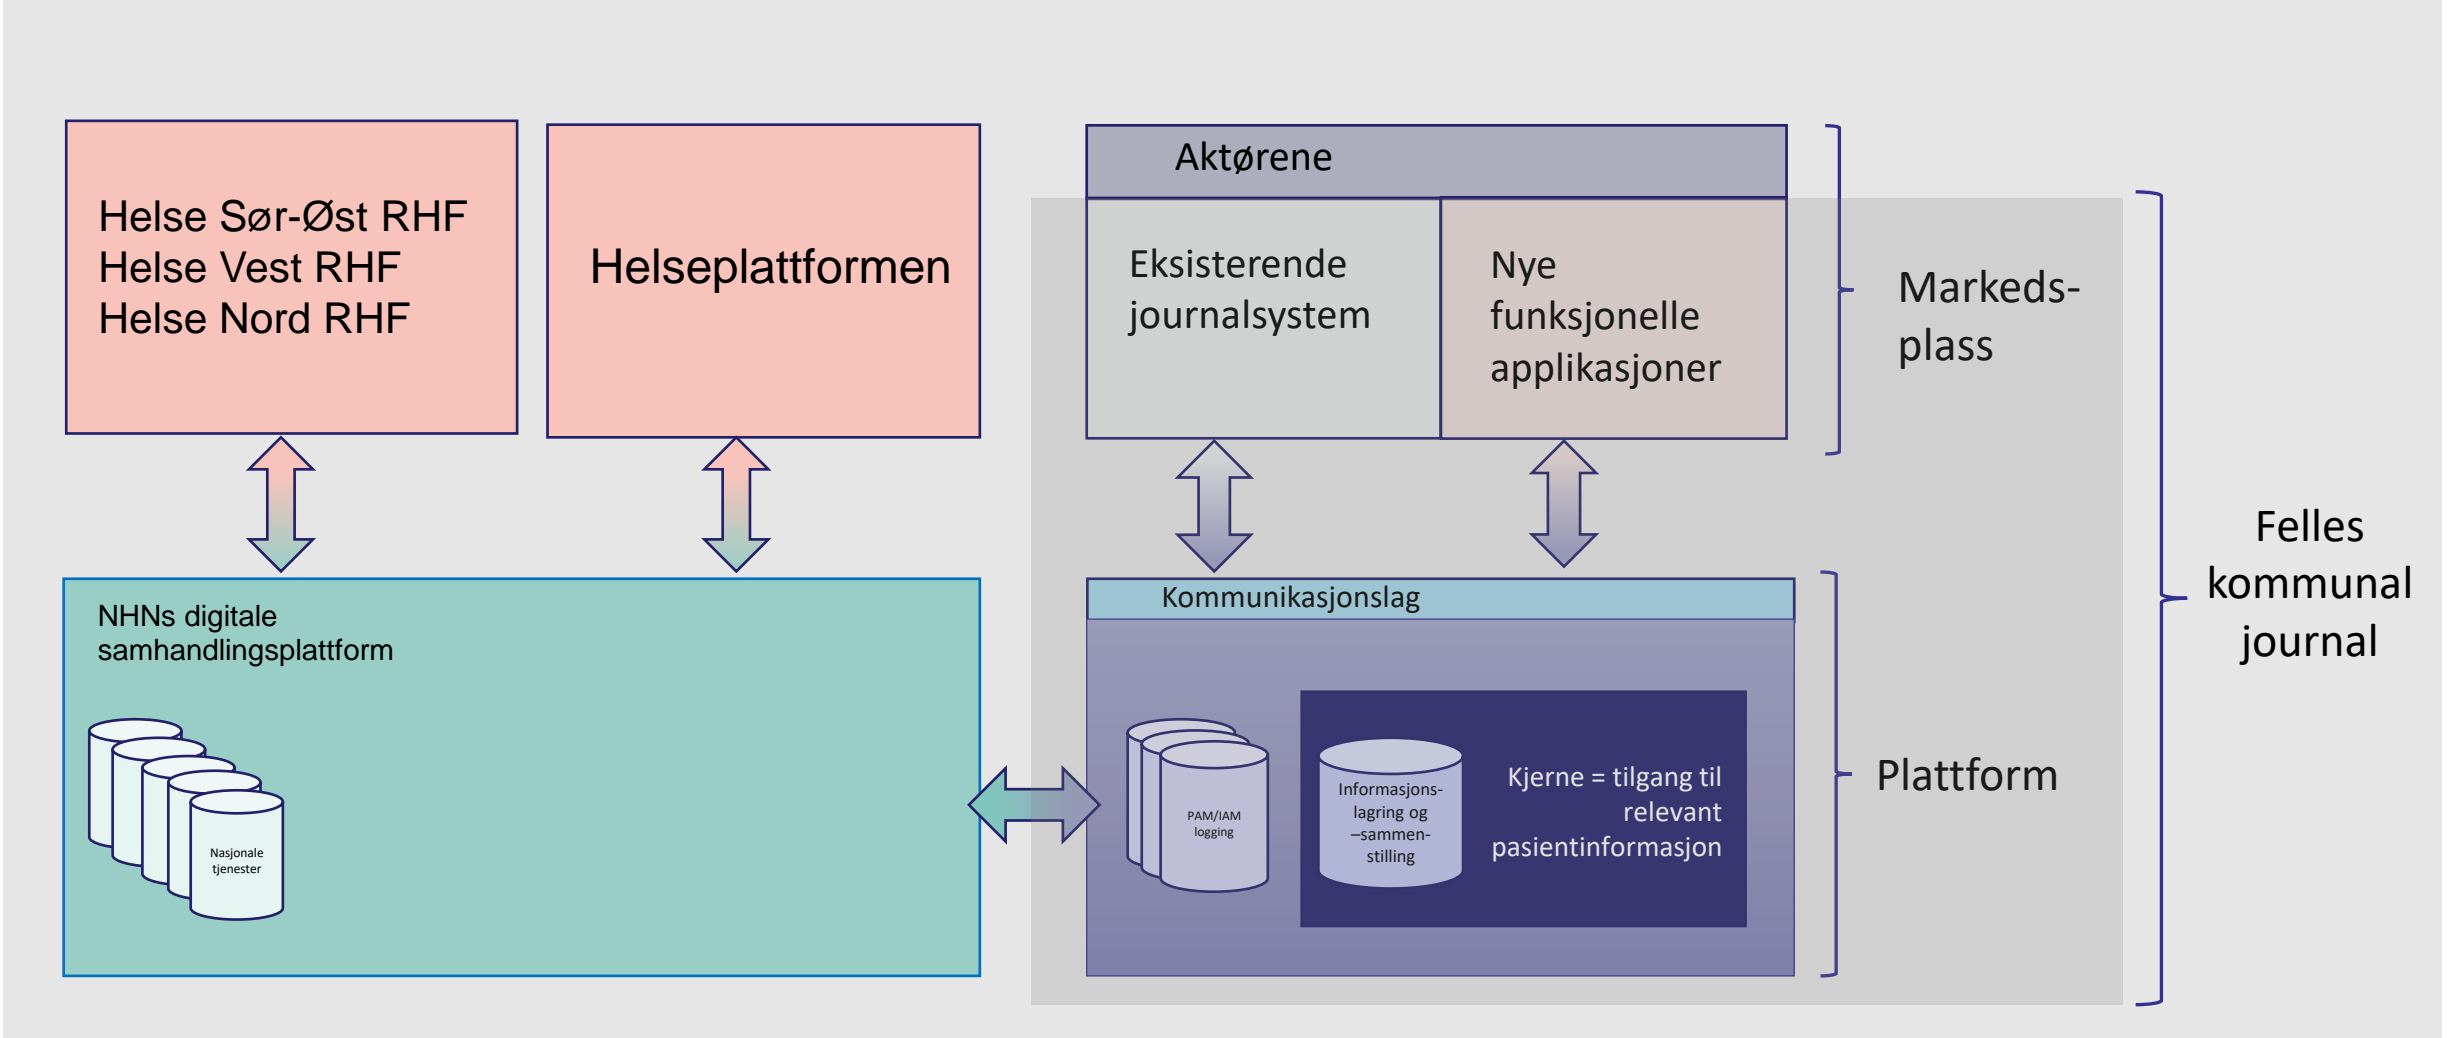 Helse Sør-Øst RHF
Helse Vest RHF
Helse Nord RHF
Helseplattformen
Aktørene
Eksisterende
journalsystem
Nye
funksjonelle
applikasjoner
Markeds-
plass
Felles
kommunal
journal
NHNs digitale
samhandlingsplattform
Nasjonale
tjenester
Kommunikasjonslag
PAM/IAM
logging
Informasjons-
lagring og
–sammen-
stilling
Kjerne = tilgang til
relevant
pasientinformasjon
Plattform